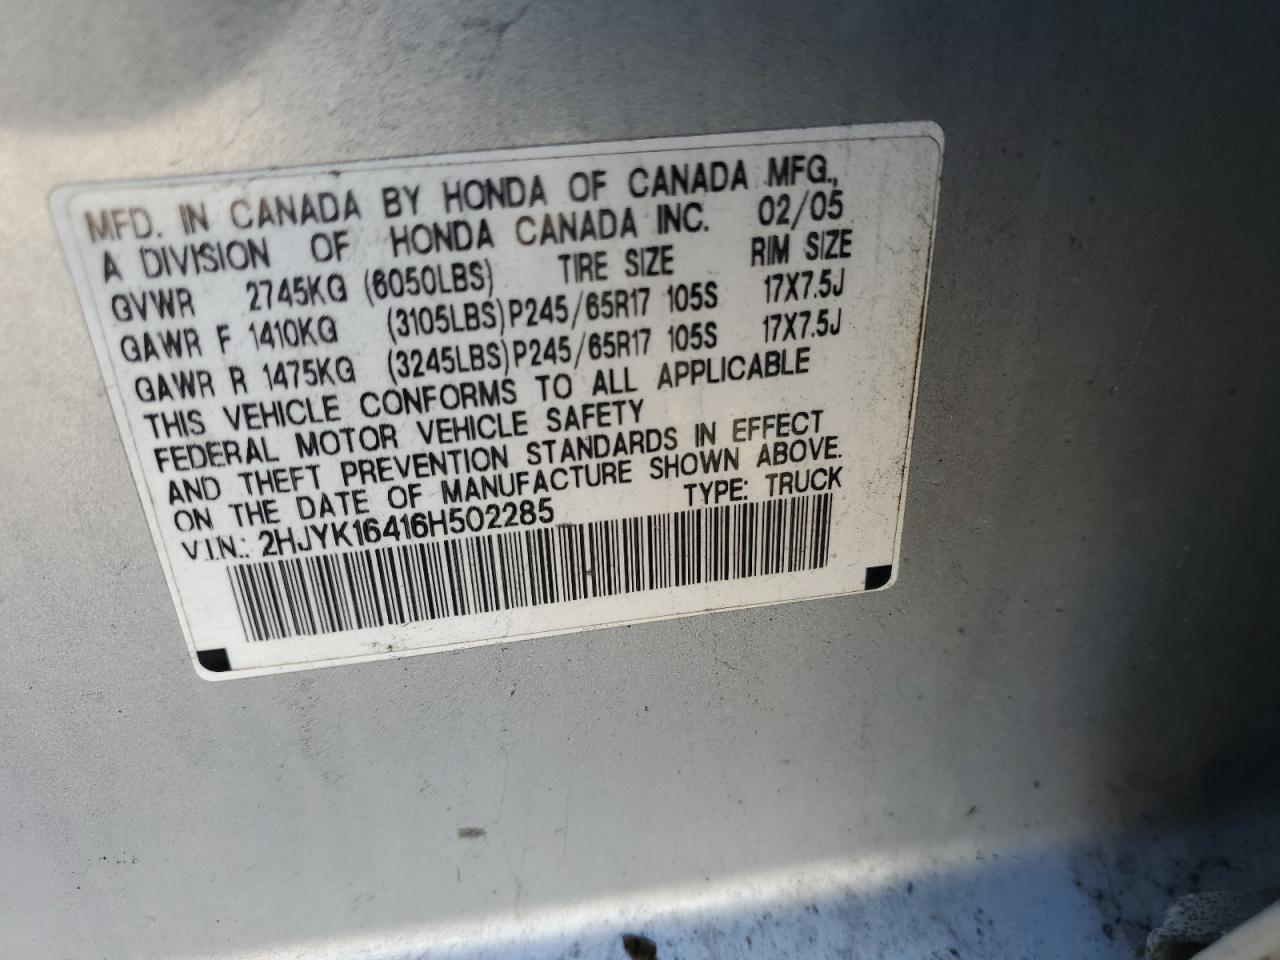 MFD. IN CANADA BY HONDA OF CANADA MFG.,
A DIVISION OF HONDA CANADA INC. 02/05
GVWR 2745KG (6050LBS) TIRE SIZE RIM SIZE
GAWR F 1410KG (3105LBS) P245/65R17 105S 17X7.5J
GAWR R 1475KG (3245LBS) P245/65R17 105S 17X7.5J
THIS VEHICLE CONFORMS TO ALL APPLICABLE
FEDERAL MOTOR VEHICLE SAFETY
AND THEFT PREVENTION STANDARDS IN EFFECT
ON THE DATE OF MANUFACTURE SHOWN ABOVE.
V.I.N.: 2HJYK16416H502285 TYPE: TRUCK